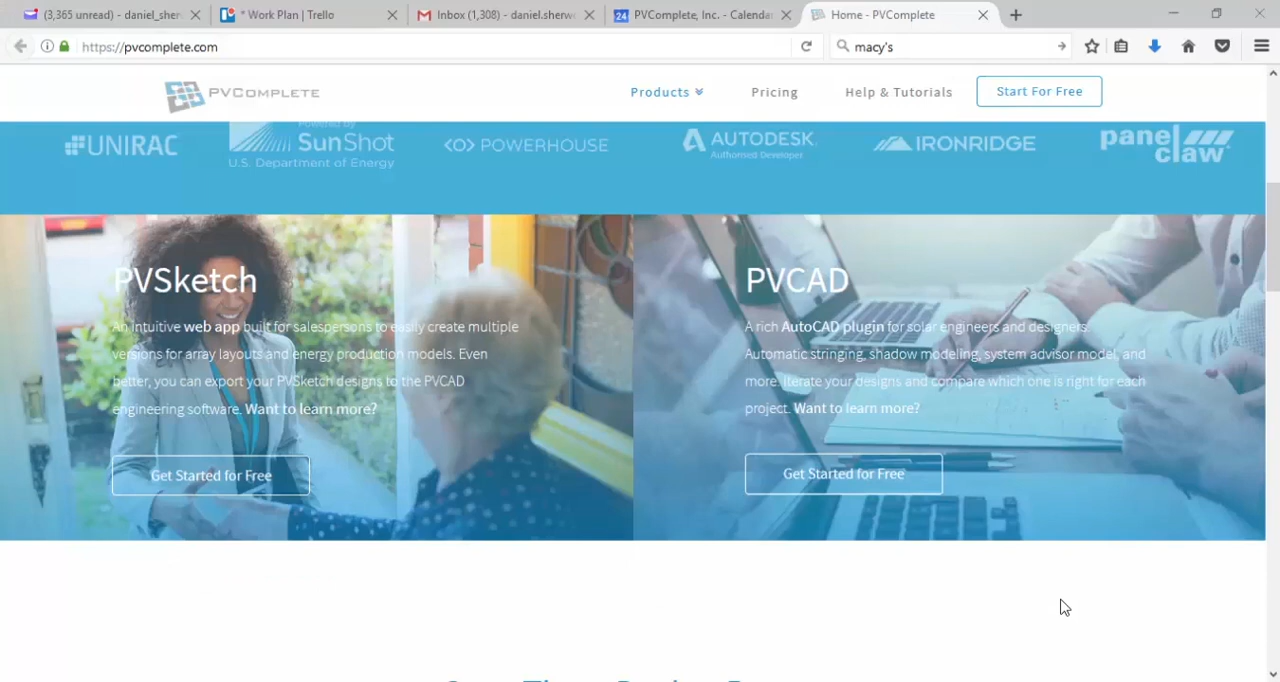 (3,365 unread) - daniel_sher
* Work Plan | Trello
Inbox (1,308) - daniel.sherw
24 PVComplete, Inc. - Calenda
Home - PVComplete
https://pvcomplete.com
macy's
PVCOMPLETE
Products
Pricing
Help & Tutorials
Start For Free
UNIRAC
Powered by
SunShot
U.S. Department of Energy
POWERHOUSE
AUTODESK
Authorised Developer
IRONRIDGE
panel
claw
PVSketch
An intuitive web app built for salespersons to easily create multiple
versions for array layouts and energy production models. Even
better, you can export your PVSketch designs to the PVCAD
engineering software. Want to learn more?
Get Started for Free
PVCAD
A rich AutoCAD plugin for solar engineers and designers.
Automatic stringing, shadow modeling, system advisor model, and
more. Iterate your designs and compare which one is right for each
project. Want to learn more?
Get Started for Free